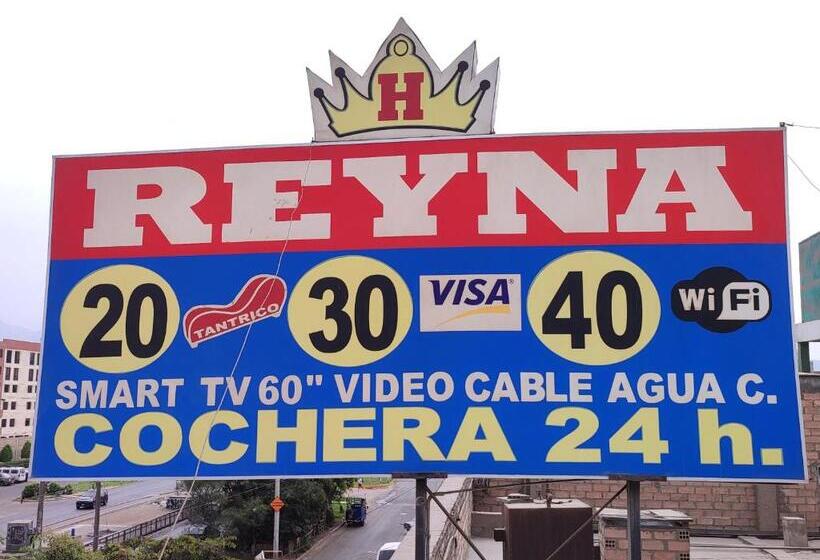 H
REYNA
20 TANTRICO 30 VISA 40 WiFi
SMART TV 60" VIDEO CABLE AGUA C.
COCHERA 24 h.